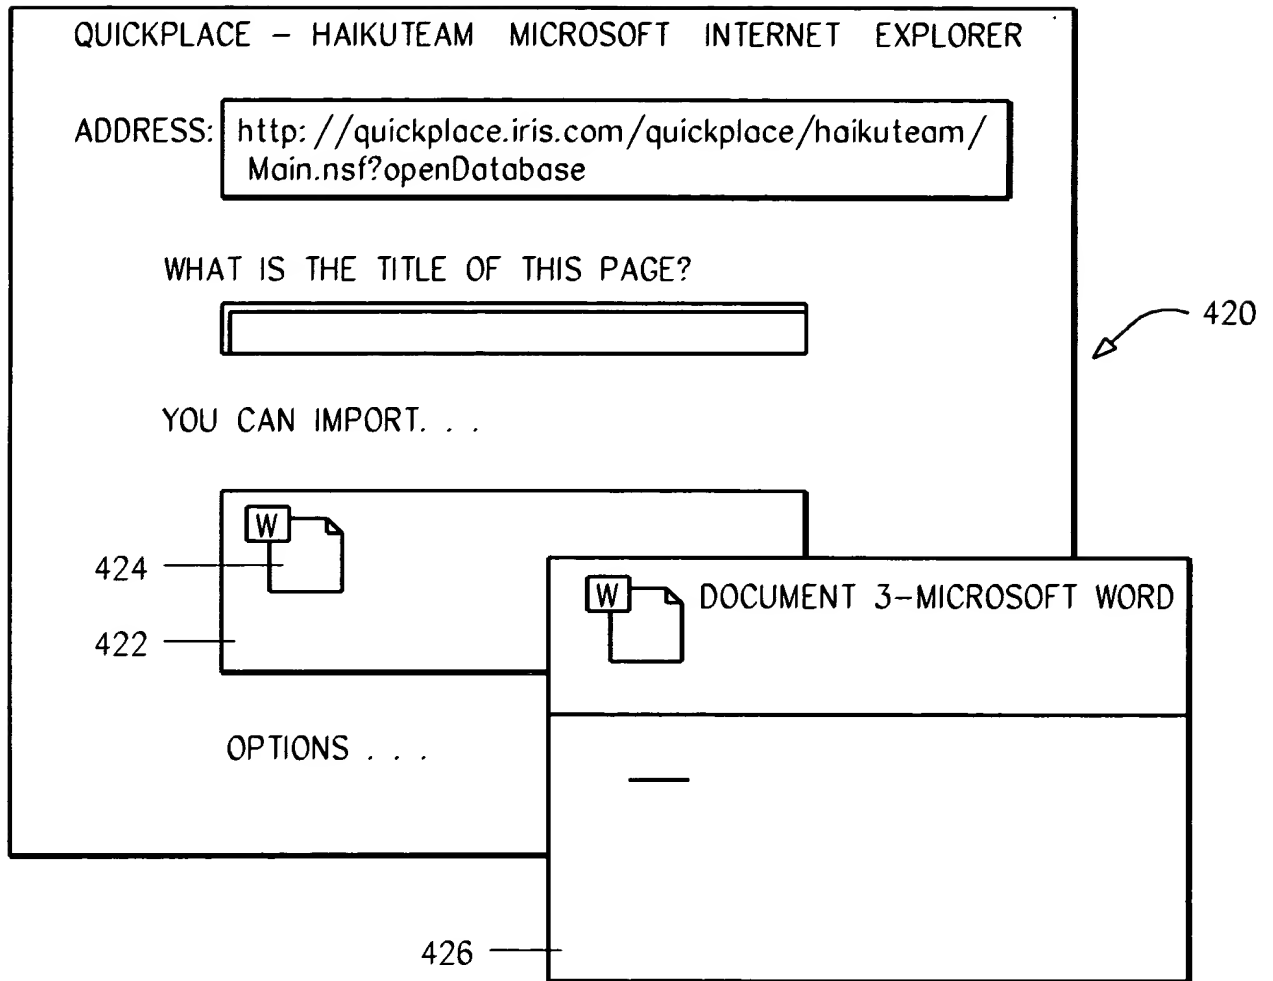 QUICKPLACE – HAIKUTEAM MICROSOFT INTERNET EXPLORER
ADDRESS: http://quickplace.iris.com/quickplace/haikuteam/
Main.nsf?openDatabase
WHAT IS THE TITLE OF THIS PAGE?
420
YOU CAN IMPORT. . .
W
424
W DOCUMENT 3–MICROSOFT WORD
422
OPTIONS . . .
426